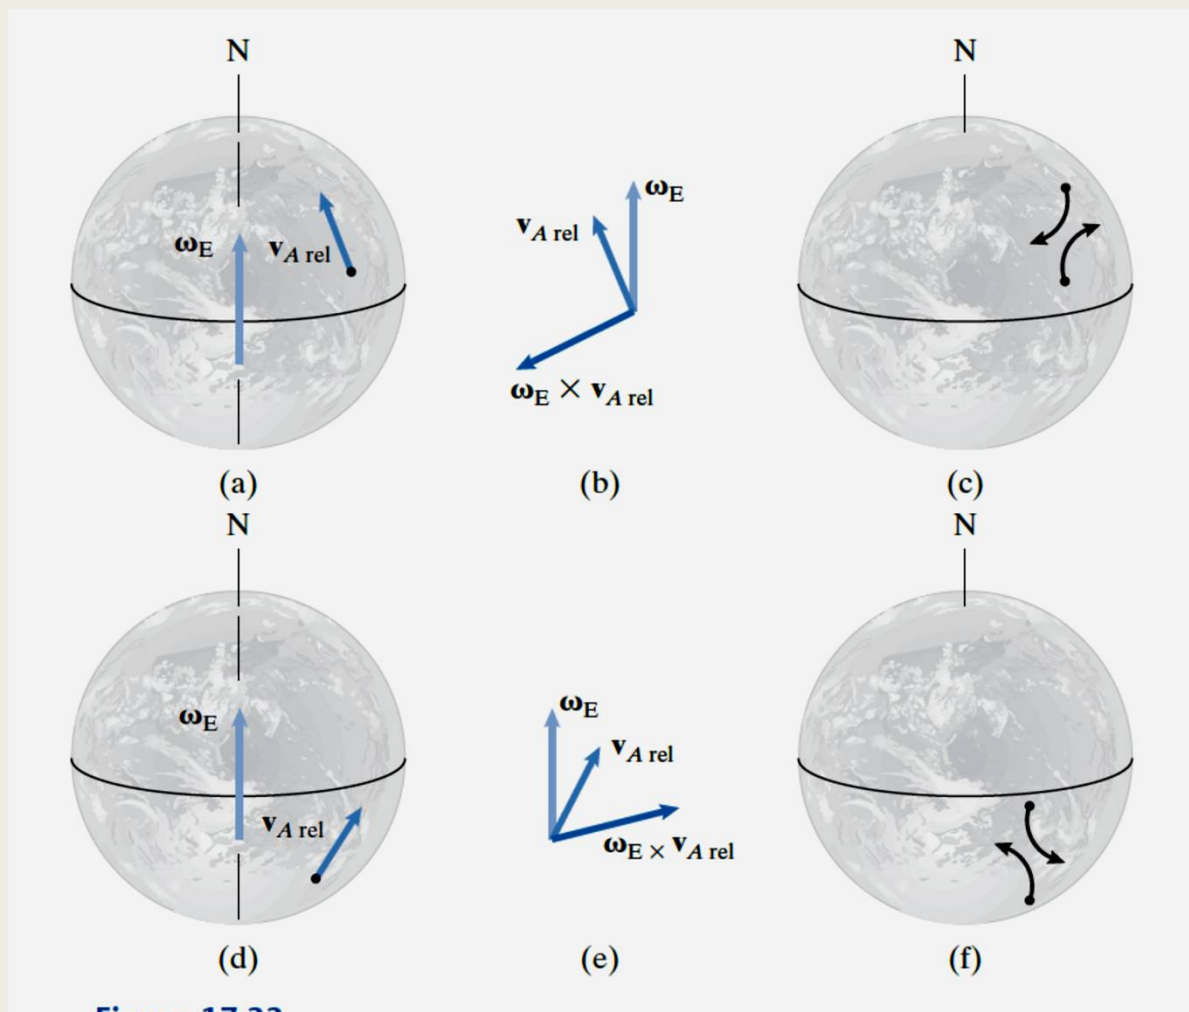 N
N
ωE
vA rel
ωE
vA rel
ωE × vA rel
(a)
(b)
(c)
N
N
ωE
vA rel
ωE
vA rel
ωE × vA rel
(d)
(e)
(f)